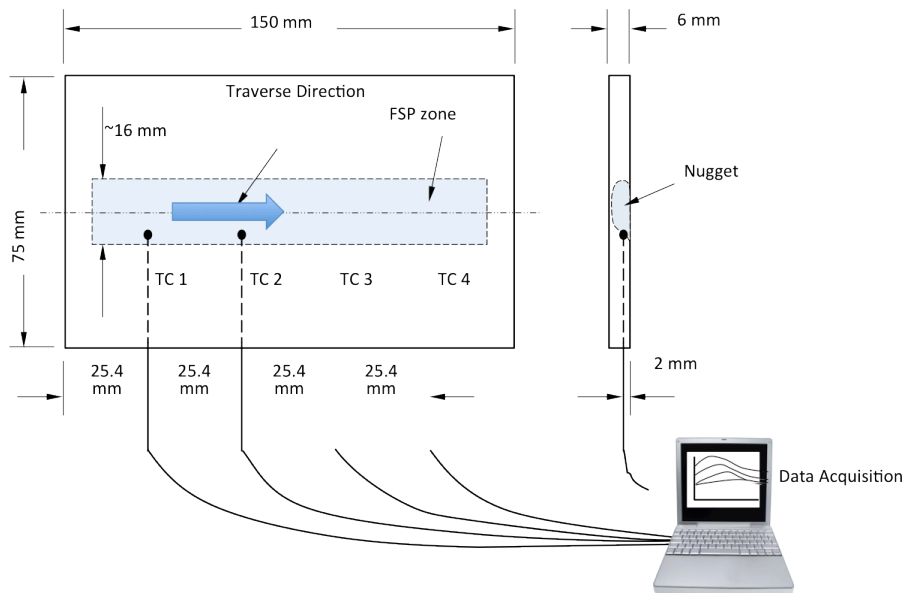 150 mm
6 mm
Traverse Direction
FSP zone
~16 mm
Nugget
75 mm
TC 1
TC 2
TC 3
TC 4
25.4
mm
25.4
mm
25.4
mm
25.4
mm
2 mm
Data Acquisition